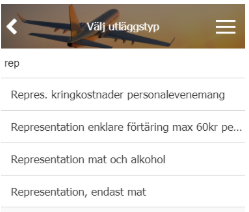 Välj utläggstyp
rep
Repres. kringkostnader personalevenemang
Representation enklare förtäring max 60kr pe...
Representation mat och alkohol
Representation, endast mat